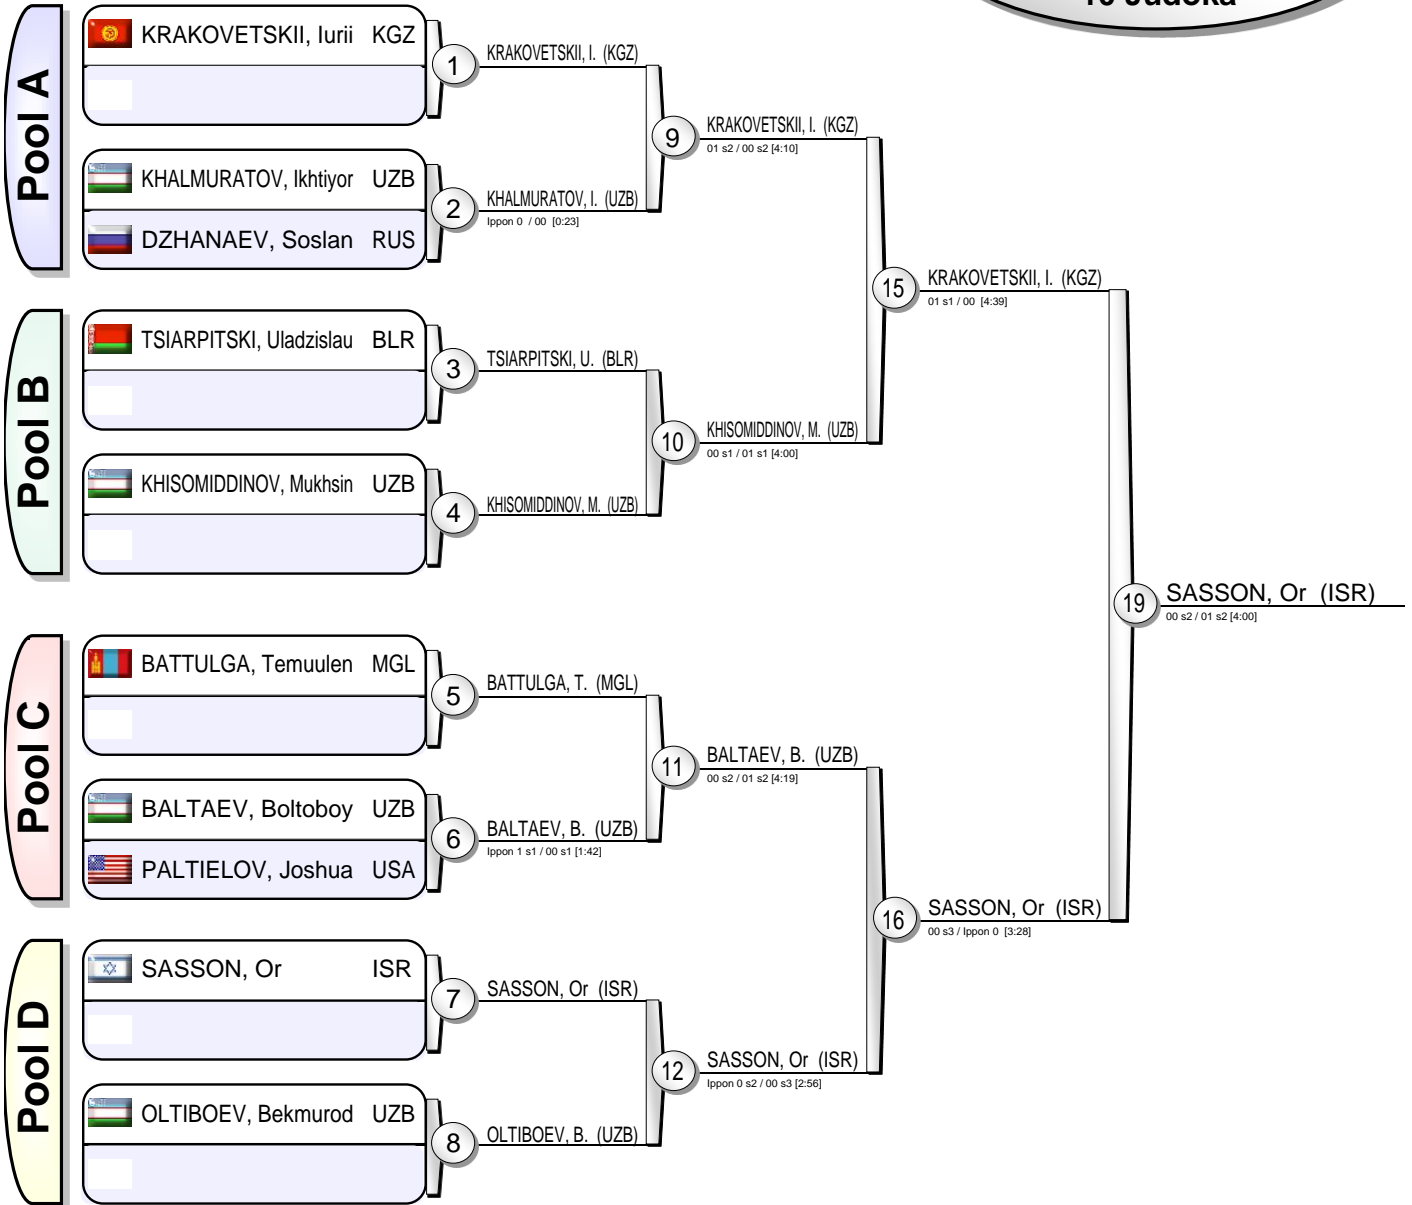 10 Judoka
Pool A
KRAKOVETSKII, Iurii KGZ
1
KRAKOVETSKII, I. (KGZ)
KHALMURATOV, Ikhtiyor UZB
DZHANAEV, Soslan RUS
2
KHALMURATOV, I. (UZB)
Ippon 0 / 00 [0:23]
9
KRAKOVETSKII, I. (KGZ)
01 s2 / 00 s2 [4:10]
Pool B
TSIARPITSKI, Uladzislau BLR
3
TSIARPITSKI, U. (BLR)
KHISOMIDDINOV, Mukhsin UZB
4
KHISOMIDDINOV, M. (UZB)
10
KHISOMIDDINOV, M. (UZB)
00 s1 / 01 s1 [4:00]
15
KRAKOVETSKII, I. (KGZ)
01 s1 / 00 [4:39]
Pool C
BATTULGA, Temuulen MGL
5
BATTULGA, T. (MGL)
BALTAEV, Boltoboy UZB
PALTIELOV, Joshua USA
6
BALTAEV, B. (UZB)
Ippon 1 s1 / 00 s1 [1:42]
11
BALTAEV, B. (UZB)
00 s2 / 01 s2 [4:19]
Pool D
SASSON, Or ISR
7
SASSON, Or (ISR)
OLTIBOEV, Bekmurod UZB
8
OLTIBOEV, B. (UZB)
12
SASSON, Or (ISR)
Ippon 0 s2 / 00 s3 [2:56]
16
SASSON, Or (ISR)
00 s3 / Ippon 0 [3:28]
19
SASSON, Or (ISR)
00 s2 / 01 s2 [4:00]